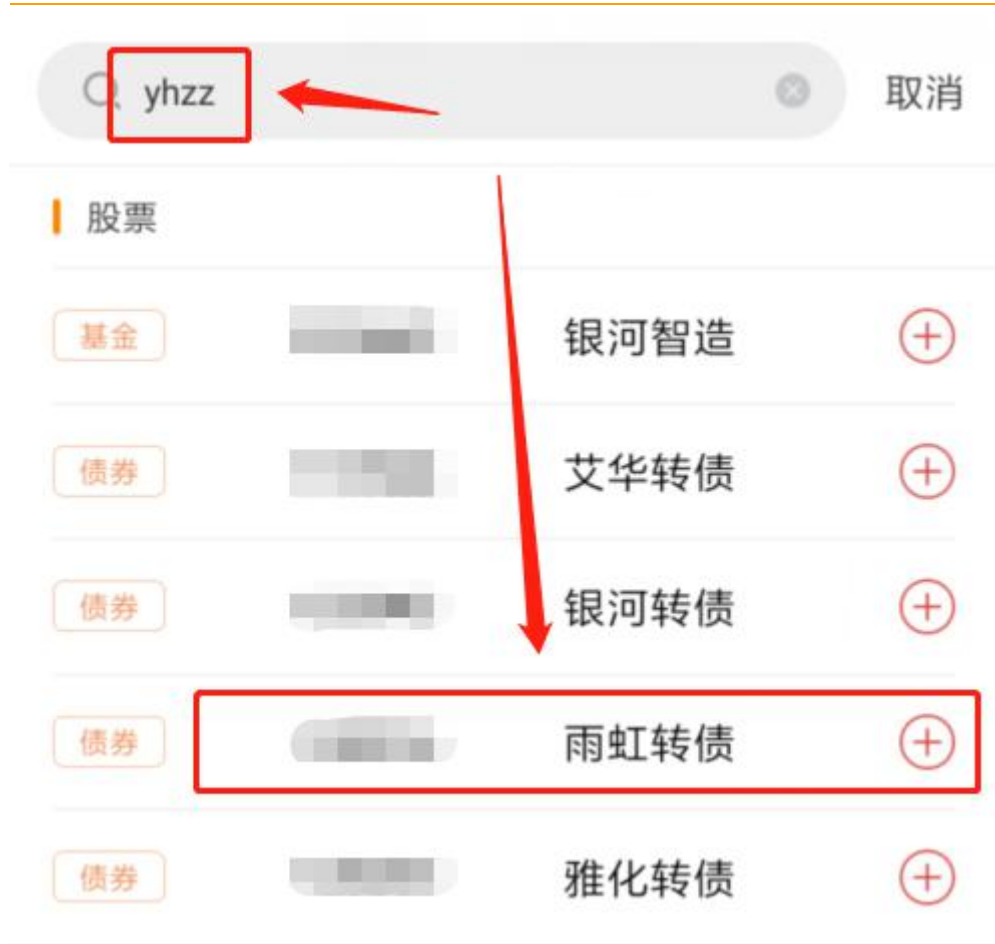 yhzz 取消
股票
基金 银河智造
债券 艾华转债
债券 银河转债
债券 雨虹转债
债券 雅化转债